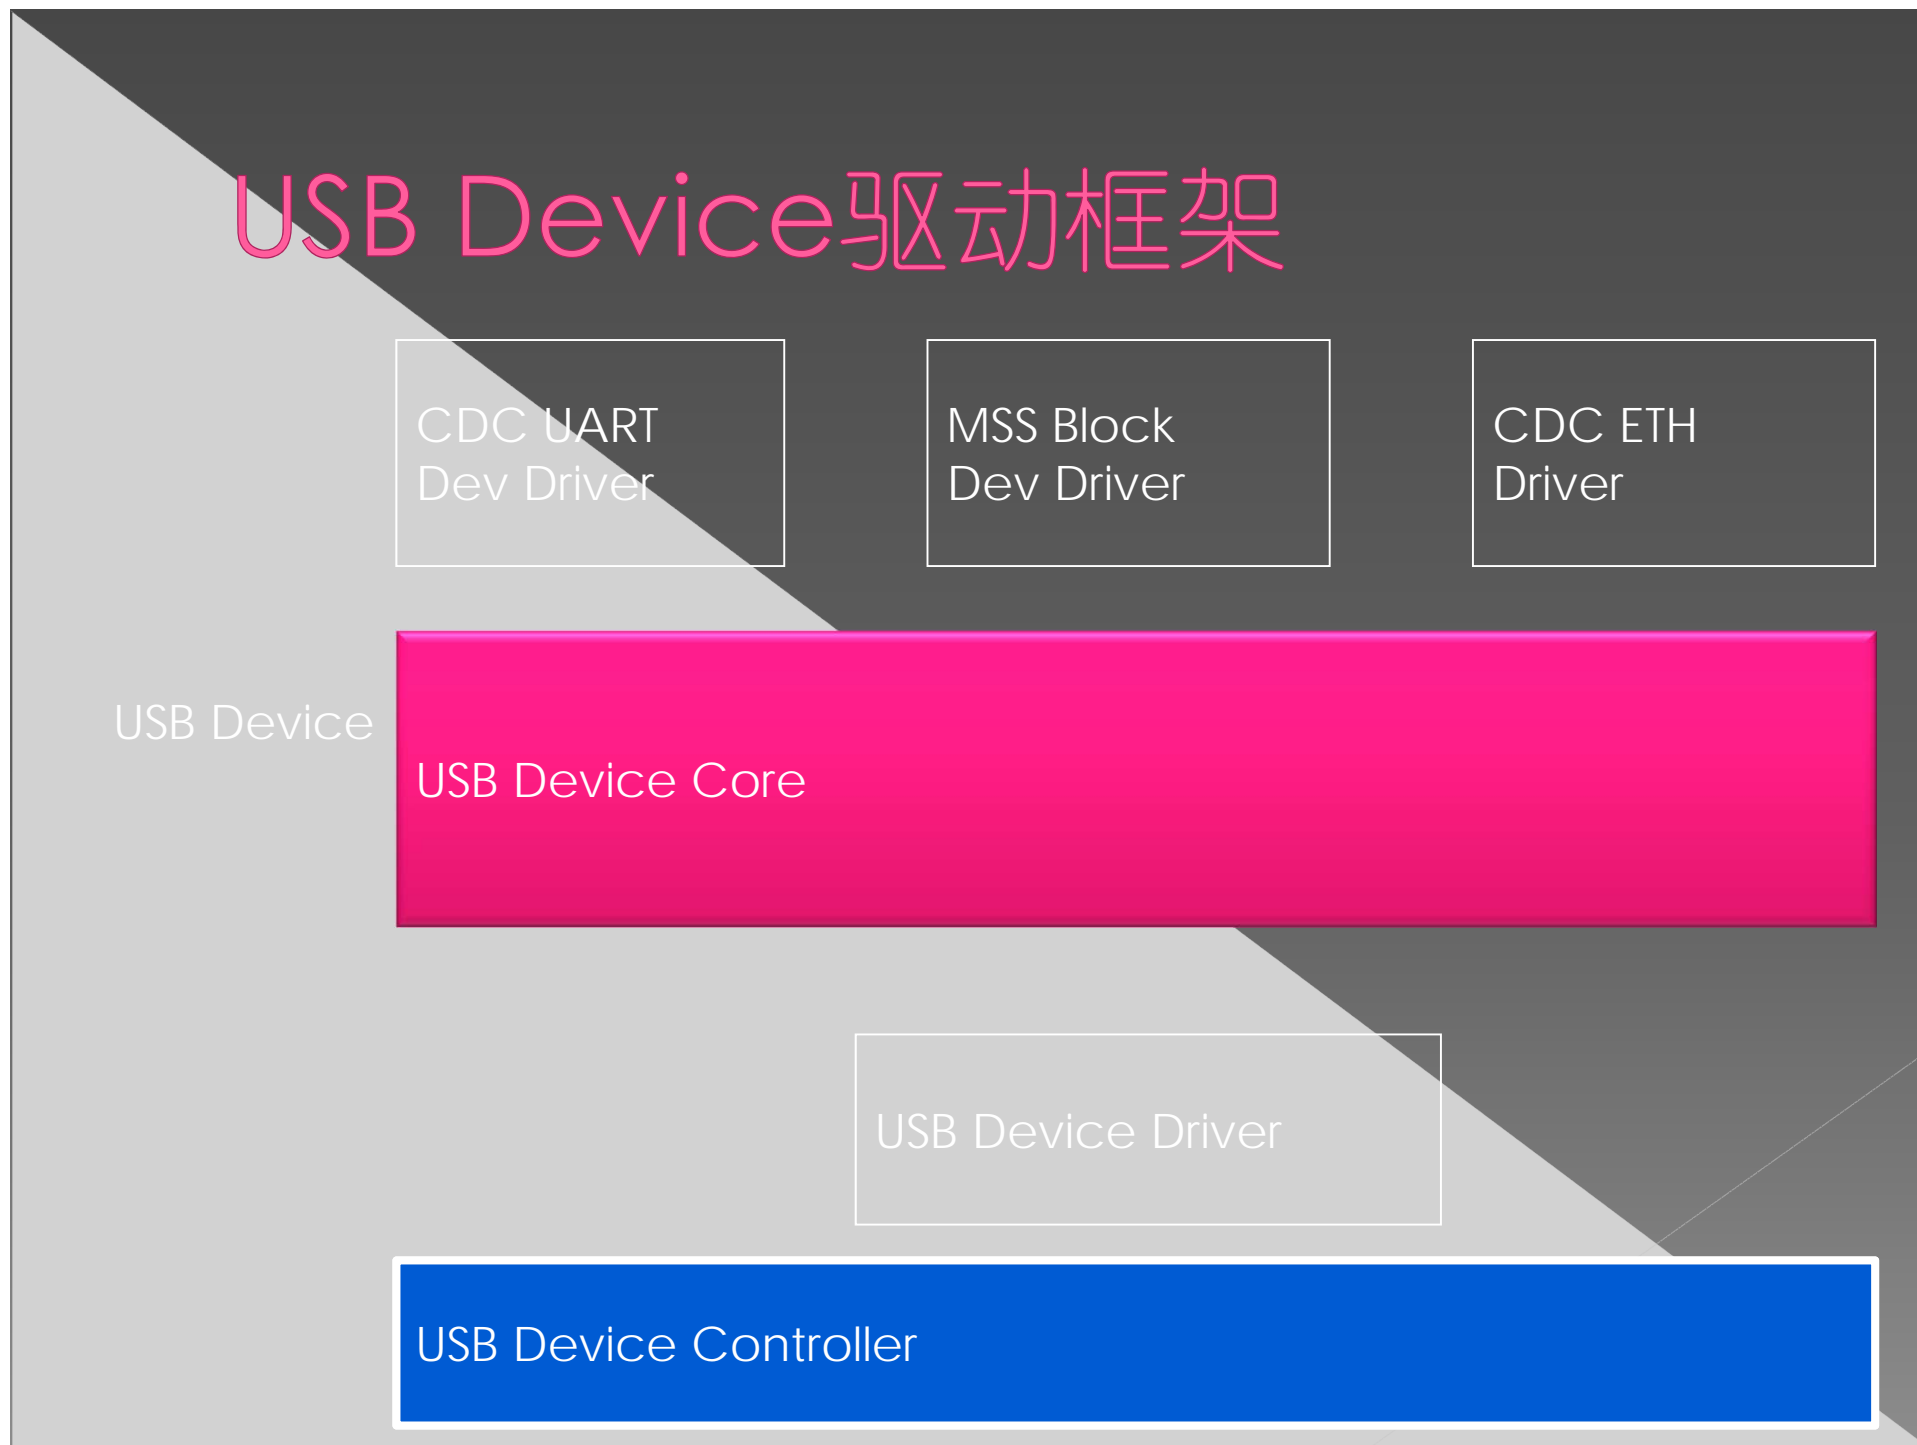 USB Device驱动框架
CDC UART
Dev Driver
MSS Block
Dev Driver
CDC ETH
Driver
USB Device
USB Device Core
USB Device Driver
USB Device Controller